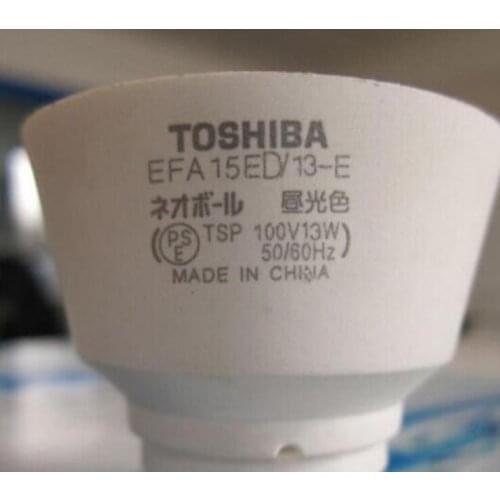 TOSHIBA
EFA15ED/13-E
ネオボール 昼光色
(PSE TSP 100V13W)
50/60Hz
MADE IN CHINA